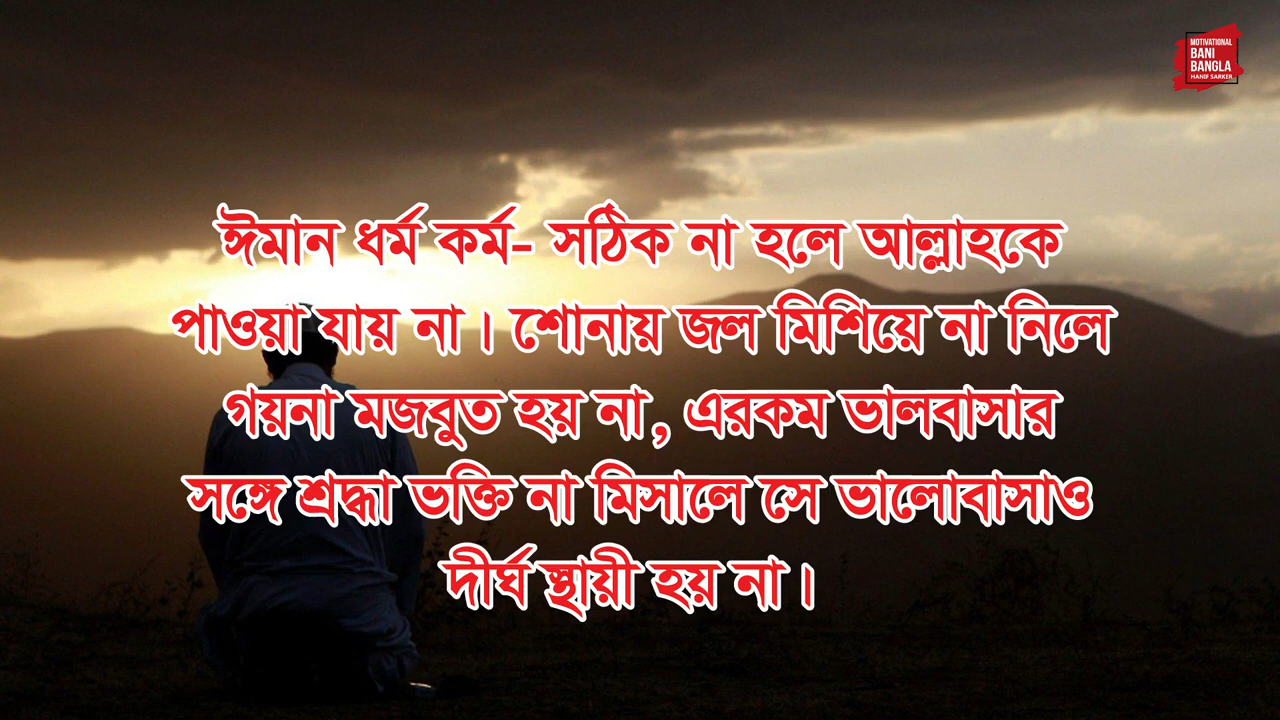 MOTIVATIONAL
BANI
BANGLA
HANIF SARKER
ঈমান ধর্ম কর্ম- সঠিক না হলে আল্লাহকে
পাওয়া যায় না। শোনায় জল মিশিয়ে না নিলে
গয়না মজবুত হয় না, এরকম ভালবাসার
সঙ্গে শ্রদ্ধা ভক্তি না মিসালে সে ভালোবাসাও
দীর্ঘ স্থায়ী হয় না।